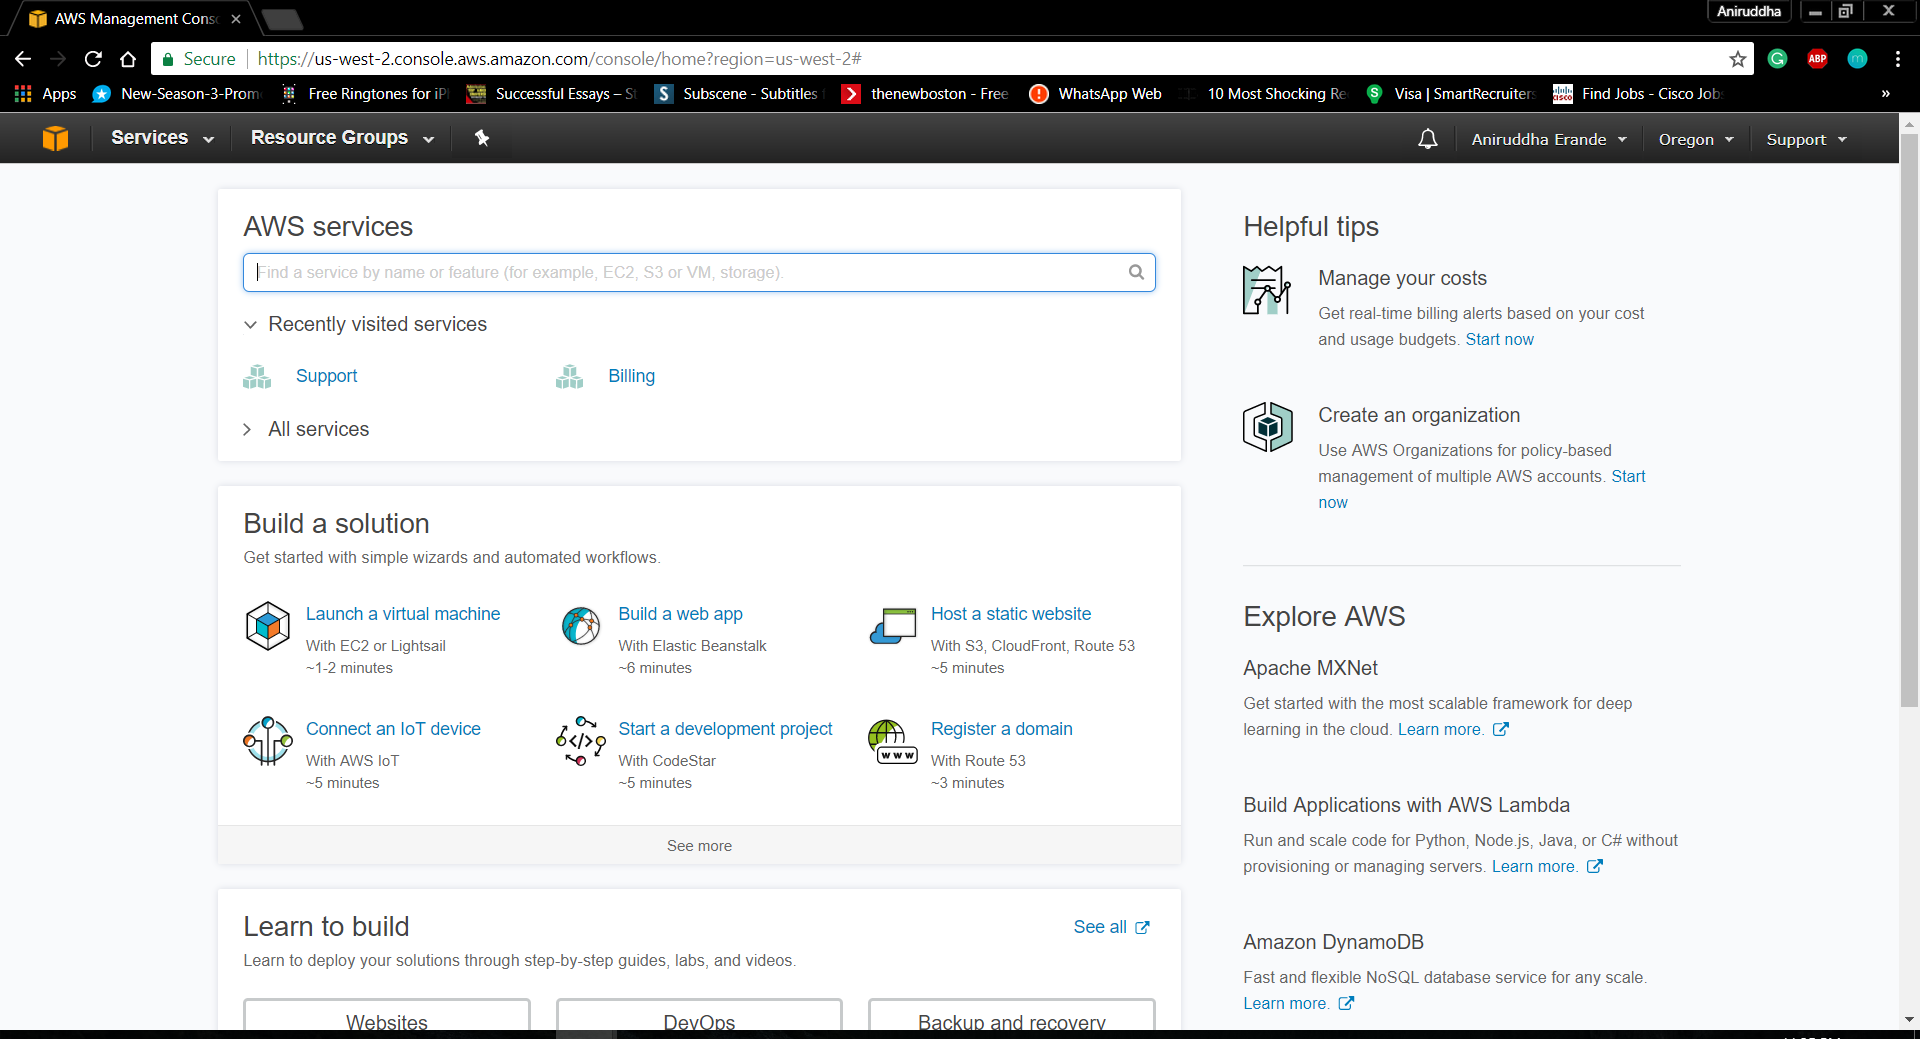 AWS Management Cons
Aniruddha
Secure
https://us-west-2.console.aws.amazon.com/console/home?region=us-west-2#
ABP
m
Apps
New-Season-3-Prom
Free Ringtones for iP
Successful Essays – St
Subscene - Subtitles
thenewboston - Free
WhatsApp Web
10 Most Shocking Re
Visa | SmartRecruiters
Find Jobs - Cisco Jobs
»
Services
Resource Groups
Aniruddha Erande
Oregon
Support
AWS services
Find a service by name or feature (for example, EC2, S3 or VM, storage).
Recently visited services
Support
Billing
All services
Build a solution
Get started with simple wizards and automated workflows.
Launch a virtual machine
With EC2 or Lightsail
~1-2 minutes
Build a web app
With Elastic Beanstalk
~6 minutes
Host a static website
With S3, CloudFront, Route 53
~5 minutes
Connect an IoT device
With AWS IoT
~5 minutes
Start a development project
With CodeStar
~5 minutes
www
Register a domain
With Route 53
~3 minutes
See more
Learn to build
See all
Learn to deploy your solutions through step-by-step guides, labs, and videos.
Websites
DevOps
Backup and recovery
Helpful tips
Manage your costs
Get real-time billing alerts based on your cost
and usage budgets. Start now
Create an organization
Use AWS Organizations for policy-based
management of multiple AWS accounts. Start
now
Explore AWS
Apache MXNet
Get started with the most scalable framework for deep
learning in the cloud. Learn more.
Build Applications with AWS Lambda
Run and scale code for Python, Node.js, Java, or C# without
provisioning or managing servers. Learn more.
Amazon DynamoDB
Fast and flexible NoSQL database service for any scale.
Learn more.